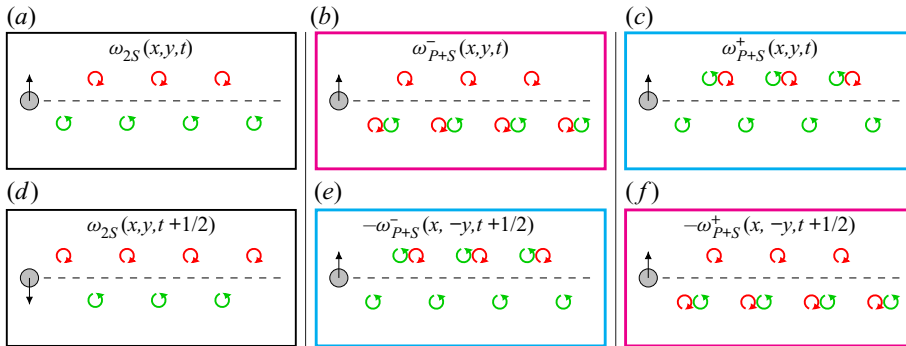 (a)
ω2S(x,y,t)
(b)
ω−P+S(x,y,t)
(c)
ω+P+S(x,y,t)
(d)
ω2S(x,y,t+1/2)
(e)
−ω−P+S(x, −y,t+1/2)
(f)
−ω+P+S(x, −y,t+1/2)